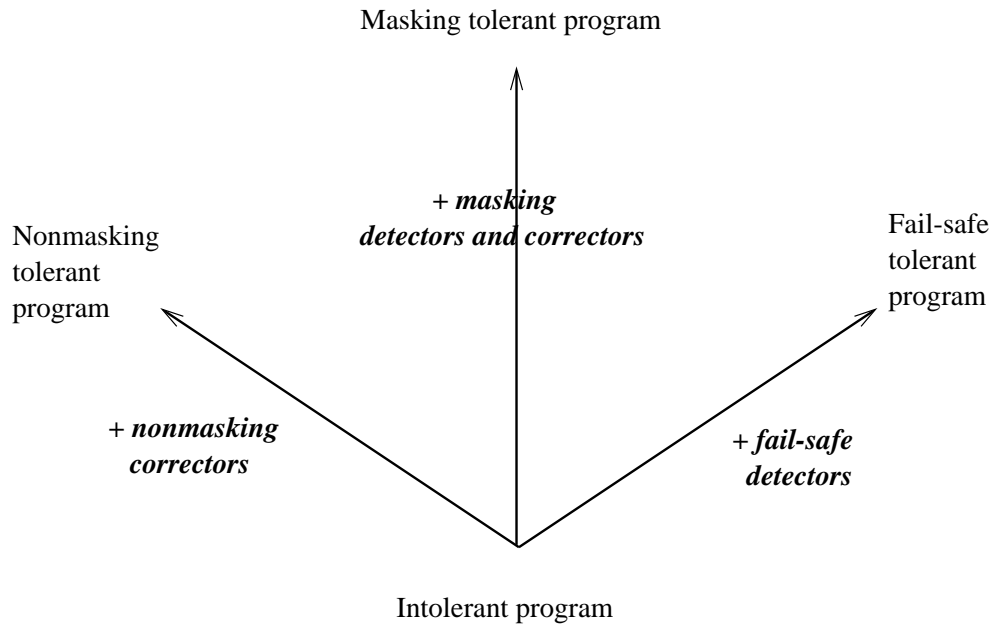 Masking tolerant program
+ masking
detectors and correctors
Nonmasking
tolerant
program
Fail-safe
tolerant
program
+ nonmasking
correctors
+ fail-safe
detectors
Intolerant program